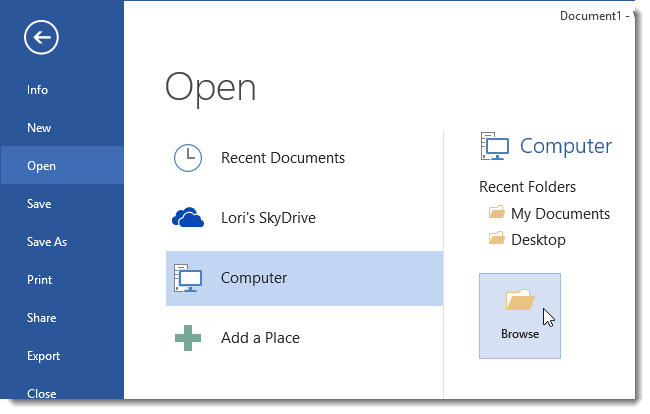 Document1 -
Info
New
Open
Save
Save As
Print
Share
Export
Close
Open
Recent Documents
Lori's SkyDrive
Computer
Add a Place
Computer
Recent Folders
My Documents
Desktop
Browse